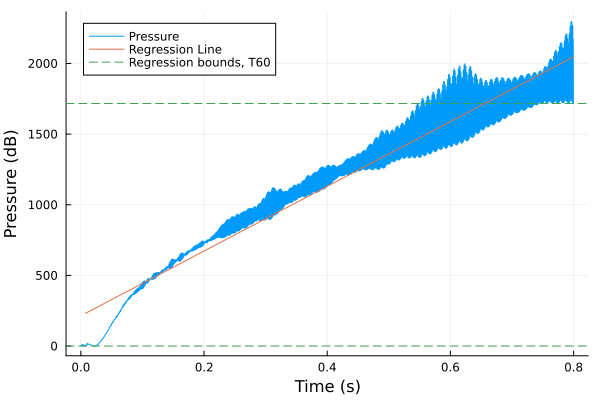 Pressure
Regression Line
Regression bounds, T60
Pressure (dB)
2000
1500
1000
500
0
0.0 0.2 0.4 0.6 0.8
Time (s)